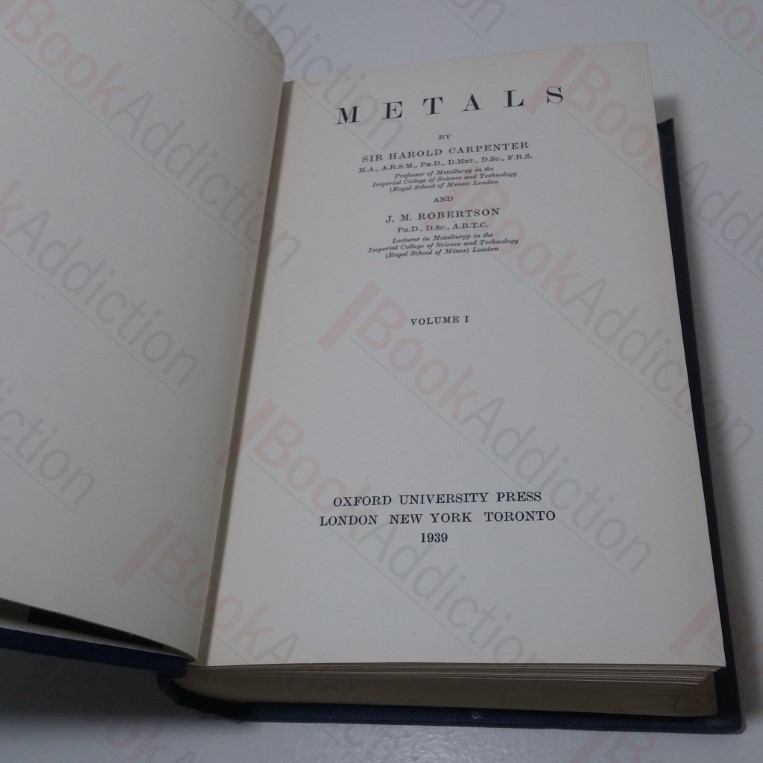 METALS
BY
SIR HAROLD CARPENTER
M.A., A.R.S.M., PH.D., D.MET., D.SC., F.R.S.
Professor of Metallurgy in the
Imperial College of Science and Technology
(Royal School of Mines) London
AND
J. M. ROBERTSON
PH.D., D.SC., A.R.T.C.
Lecturer in Metallurgy in the
Imperial College of Science and Technology
(Royal School of Mines) London
VOLUME I
OXFORD UNIVERSITY PRESS
LONDON NEW YORK TORONTO
1939
BookAddiction